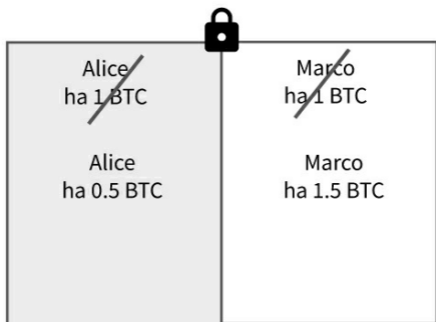 Alice
ha 1 BTC
Alice
ha 0.5 BTC
Marco
ha 1 BTC
Marco
ha 1.5 BTC